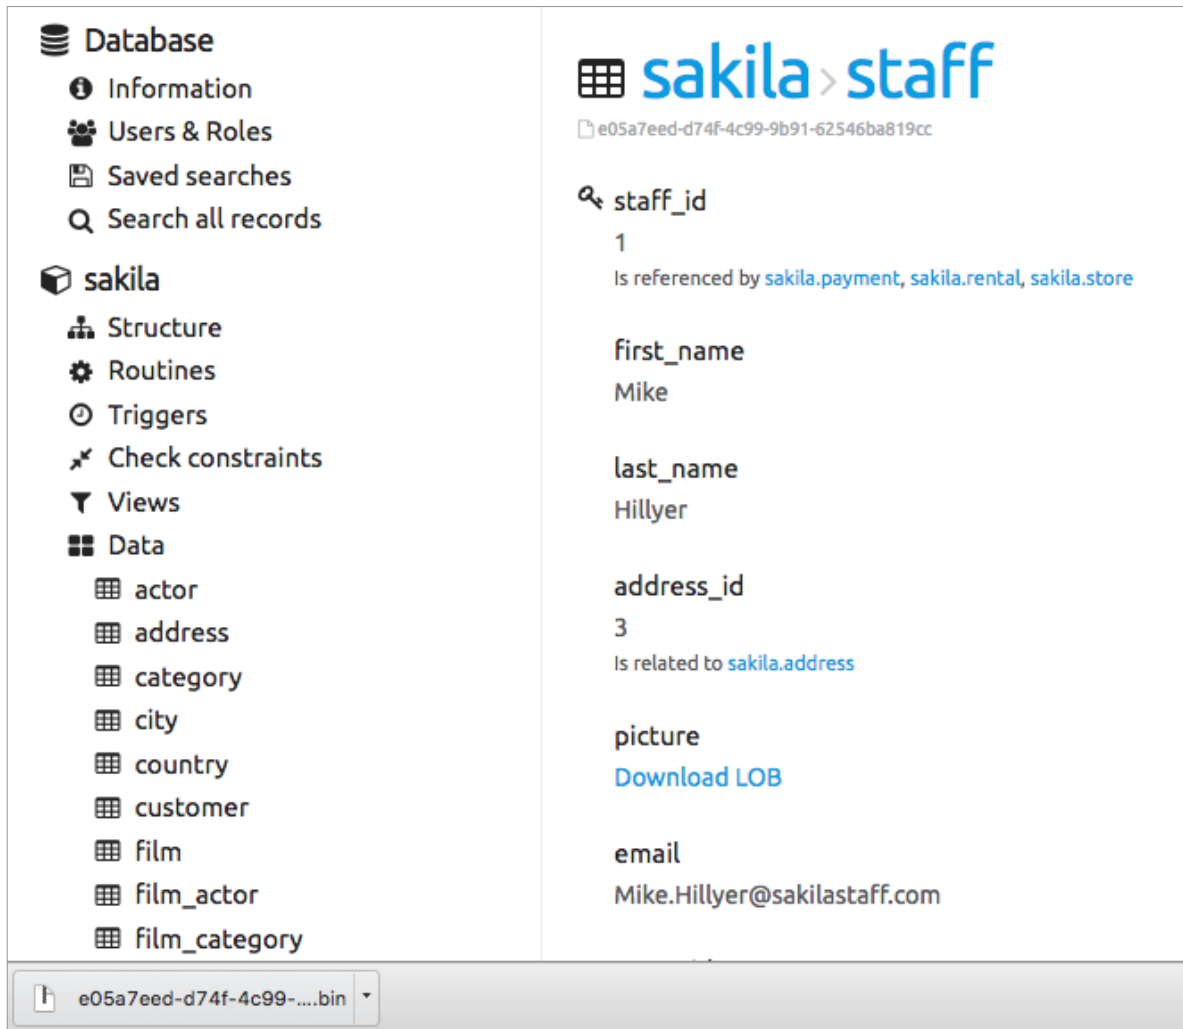 Database
Information
Users & Roles
Saved searches
Search all records
sakila
Structure
Routines
Triggers
Check constraints
Views
Data
actor
address
category
city
country
customer
film
film_actor
film_category
sakila > staff
e05a7eed-d74f-4c99-9b91-62546ba819cc
staff_id
1
Is referenced by sakila.payment, sakila.rental, sakila.store
first_name
Mike
last_name
Hillyer
address_id
3
Is related to sakila.address
picture
Download LOB
email
Mike.Hillyer@sakilastaff.com
e05a7eed-d74f-4c99-....bin